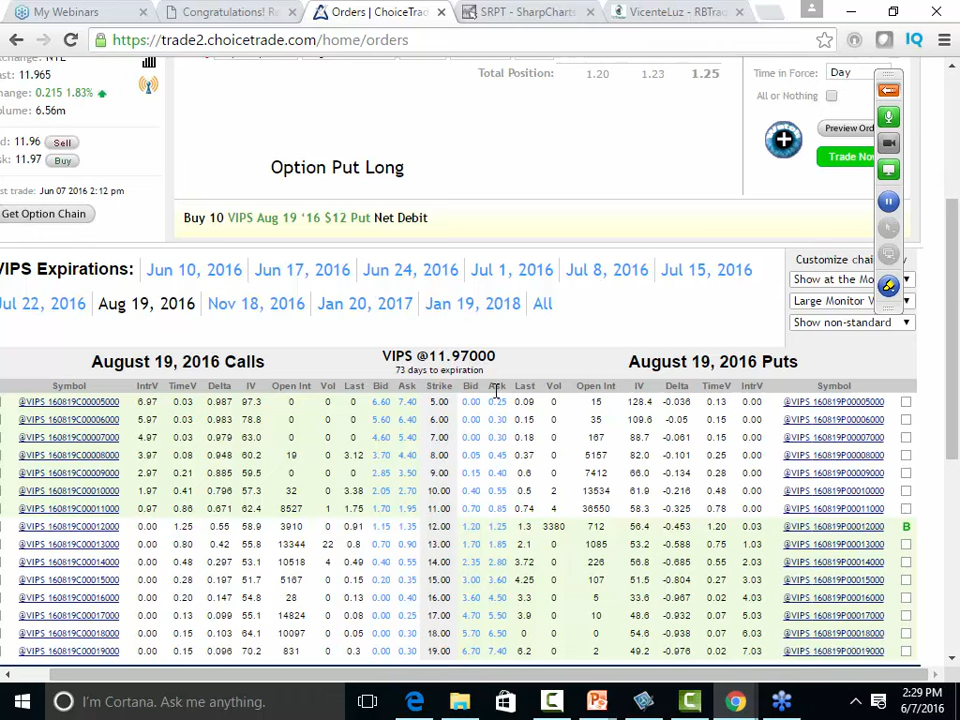 My Webinars
Congratulations! Re
Orders | ChoiceTrade
SRPT - SharpCharts
VicenteLuz - RBTrad
https://trade2.choicetrade.com/home/orders
IQ
ast: 11.965
hange: 0.215 1.83%
olume: 6.56m
d: 11.96 Sell
sk: 11.97 Buy
st trade: Jun 07 2016 2:12 pm
Get Option Chain
Total Position: 1.20 1.23 1.25
Time in Force: Day
All or Nothing
Preview Ord
Trade Now
Option Put Long
Buy 10 VIPS Aug 19 '16 $12 Put Net Debit
VIPS Expirations: Jun 10, 2016 Jun 17, 2016 Jun 24, 2016 Jul 1, 2016 Jul 8, 2016 Jul 15, 2016
ul 22, 2016 Aug 19, 2016 Nov 18, 2016 Jan 20, 2017 Jan 19, 2018 All
Customize chai
Show at the Mo
Large Monitor V
Show non-standard
August 19, 2016 Calls VIPS @11.97000 August 19, 2016 Puts
73 days to expiration
Symbol IntrV TimeV Delta IV Open Int Vol Last Bid Ask Strike Bid Ask Last Vol Open Int IV Delta TimeV IntrV Symbol
@VIPS 160819C00005000 6.97 0.03 0.987 97.3 0 0 0 6.60 7.40 5.00 0.00 0.25 0.09 0 15 128.4 -0.036 0.13 0.00 @VIPS 160819P00005000
@VIPS 160819C00006000 5.97 0.03 0.983 78.8 0 0 0 5.60 6.40 6.00 0.00 0.30 0.15 0 35 109.6 -0.05 0.15 0.00 @VIPS 160819P00006000
@VIPS 160819C00007000 4.97 0.03 0.979 63.0 0 0 0 4.60 5.40 7.00 0.00 0.30 0.18 0 167 88.7 -0.061 0.15 0.00 @VIPS 160819P00007000
@VIPS 160819C00008000 3.97 0.08 0.948 60.2 19 0 3.12 3.70 4.40 8.00 0.05 0.45 0.37 0 5157 82.0 -0.101 0.25 0.00 @VIPS 160819P00008000
@VIPS 160819C00009000 2.97 0.21 0.885 59.5 0 0 0 2.85 3.50 9.00 0.15 0.40 0.6 0 7412 66.0 -0.134 0.28 0.00 @VIPS 160819P00009000
@VIPS 160819C00010000 1.97 0.41 0.796 57.3 32 0 3.38 2.05 2.70 10.00 0.40 0.55 0.5 2 13534 61.9 -0.216 0.48 0.00 @VIPS 160819P00010000
@VIPS 160819C00011000 0.97 0.86 0.671 62.4 8527 1 1.75 1.70 1.95 11.00 0.70 0.85 0.74 4 36550 58.3 -0.325 0.78 0.00 @VIPS 160819P00011000
@VIPS 160819C00012000 0.00 1.25 0.55 58.9 3910 0 0.91 1.15 1.35 12.00 1.20 1.25 1.3 3380 712 56.4 -0.453 1.20 0.03 @VIPS 160819P00012000 B
@VIPS 160819C00013000 0.00 0.80 0.42 55.8 13344 22 0.8 0.70 0.90 13.00 1.70 1.85 2.1 0 1085 53.2 -0.588 0.75 1.03 @VIPS 160819P00013000
@VIPS 160819C00014000 0.00 0.48 0.297 53.1 10518 4 0.49 0.40 0.55 14.00 2.35 2.80 3.72 0 226 56.8 -0.685 0.55 2.03 @VIPS 160819P00014000
@VIPS 160819C00015000 0.00 0.28 0.197 51.7 5167 0 0.15 0.20 0.35 15.00 3.00 3.60 4.25 0 107 51.5 -0.804 0.27 3.03 @VIPS 160819P00015000
@VIPS 160819C00016000 0.00 0.20 0.147 54.8 28 0 0.13 0.00 0.40 16.00 3.60 4.50 3.3 0 5 33.6 -0.967 0.02 4.03 @VIPS 160819P00016000
@VIPS 160819C00017000 0.00 0.13 0.099 55.1 14824 0 0.08 0.00 0.25 17.00 4.70 5.50 3.9 0 10 48.6 -0.932 0.07 5.03 @VIPS 160819P00017000
@VIPS 160819C00018000 0.00 0.15 0.103 64.1 10097 0 0.05 0.00 0.30 18.00 5.70 6.50 0 0 0 54.6 -0.938 0.07 6.03 @VIPS 160819P00018000
@VIPS 160819C00019000 0.00 0.15 0.096 70.2 831 0 0.3 0.00 0.30 19.00 6.70 7.40 6.2 0 2 49.2 -0.976 0.02 7.03 @VIPS 160819P00019000
I'm Cortana. Ask me anything.
2:29 PM
6/7/2016